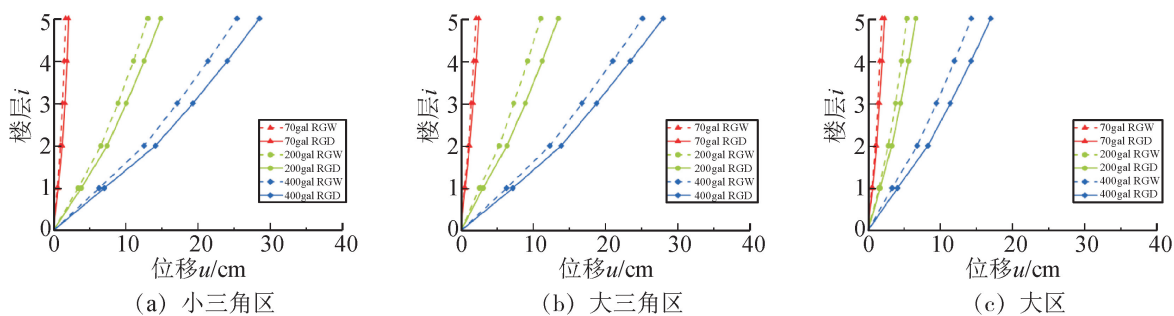 5
4
3
2
1
0
楼层i
70gal RGW
70gal RGD
200gal RGW
200gal RGD
400gal RGW
400gal RGD
0 10 20 30 40
位移u/cm
(a) 小三角区
5
4
3
2
1
0
楼层i
70gal RGW
70gal RGD
200gal RGW
200gal RGD
400gal RGW
400gal RGD
0 10 20 30 40
位移u/cm
(b) 大三角区
5
4
3
2
1
0
楼层i
70gal RGW
70gal RGD
200gal RGW
200gal RGD
400gal RGW
400gal RGD
0 10 20 30 40
位移u/cm
(c) 大区